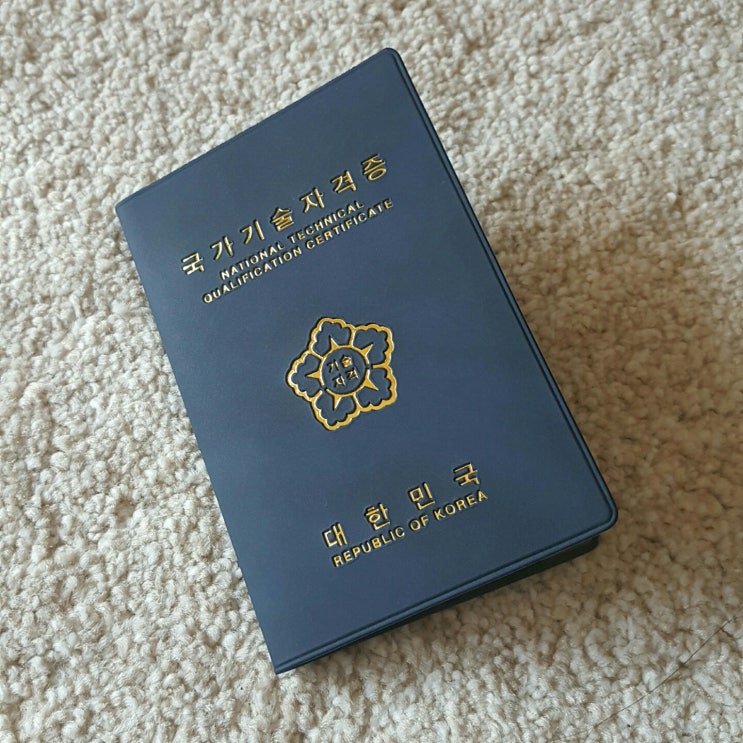 국가기술자격증
NATIONAL TECHNICAL
QUALIFICATION CERTIFICATE
기술
자격
대한민국
REPUBLIC OF KOREA